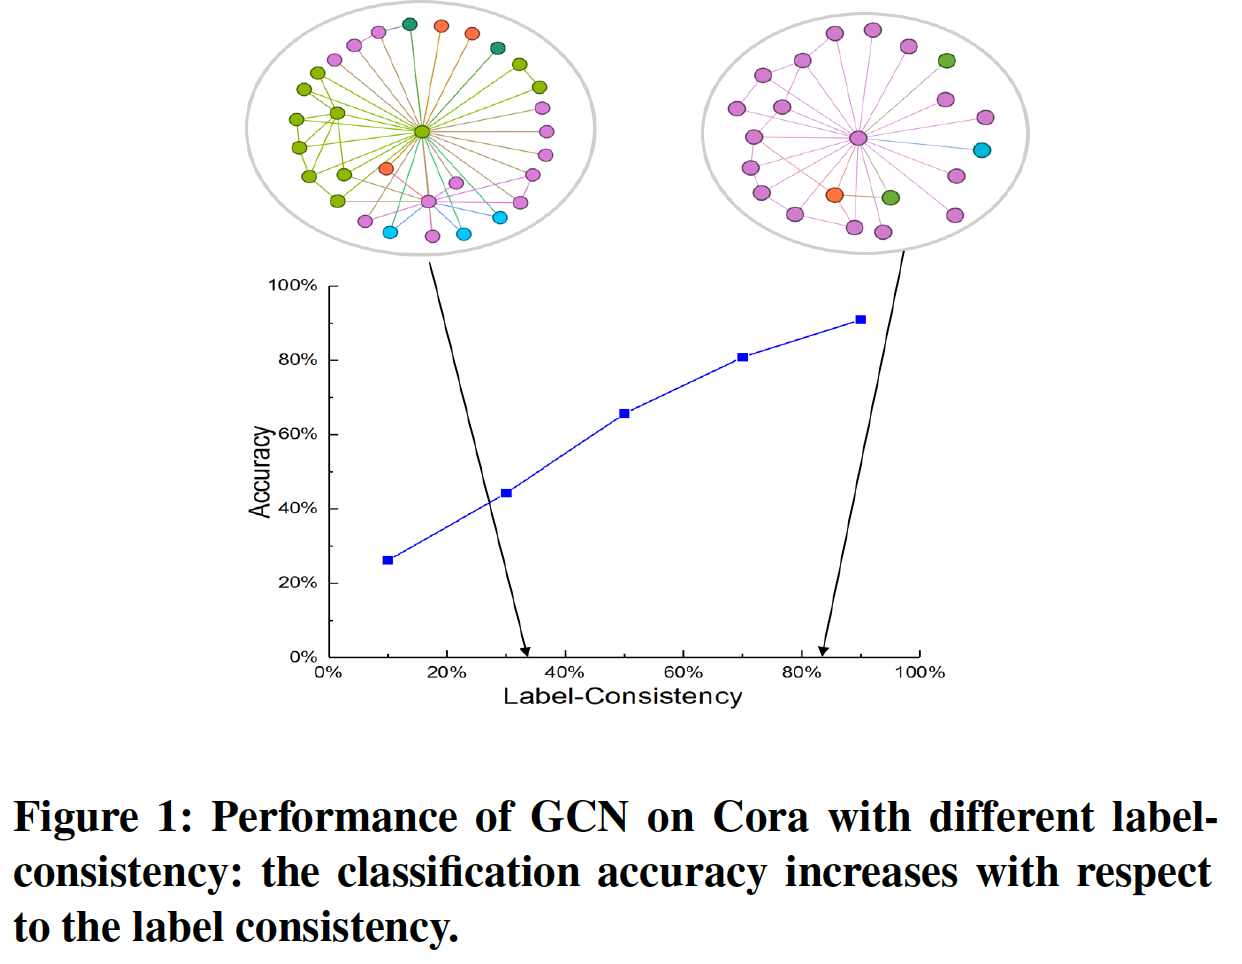 100%
80%
60%
40%
20%
0%
Accuracy
0%
20%
40%
60%
80%
100%
Label-Consistency
Figure 1: Performance of GCN on Cora with different label-
consistency: the classification accuracy increases with respect
to the label consistency.